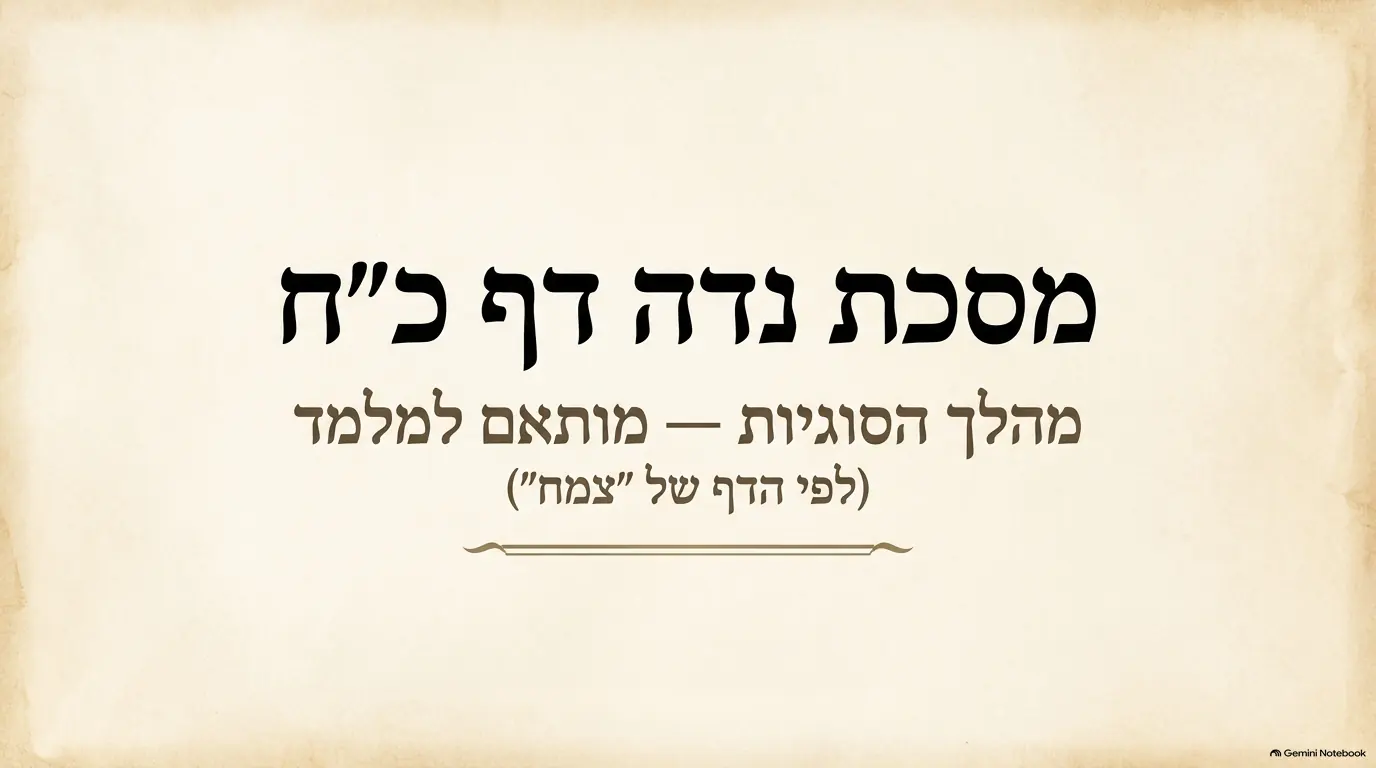 מסכת נדה דף כ"ח
מהלך הסוגיות — מותאם למלמד
(לפי הדף של "צמח")
Gemini Notebook